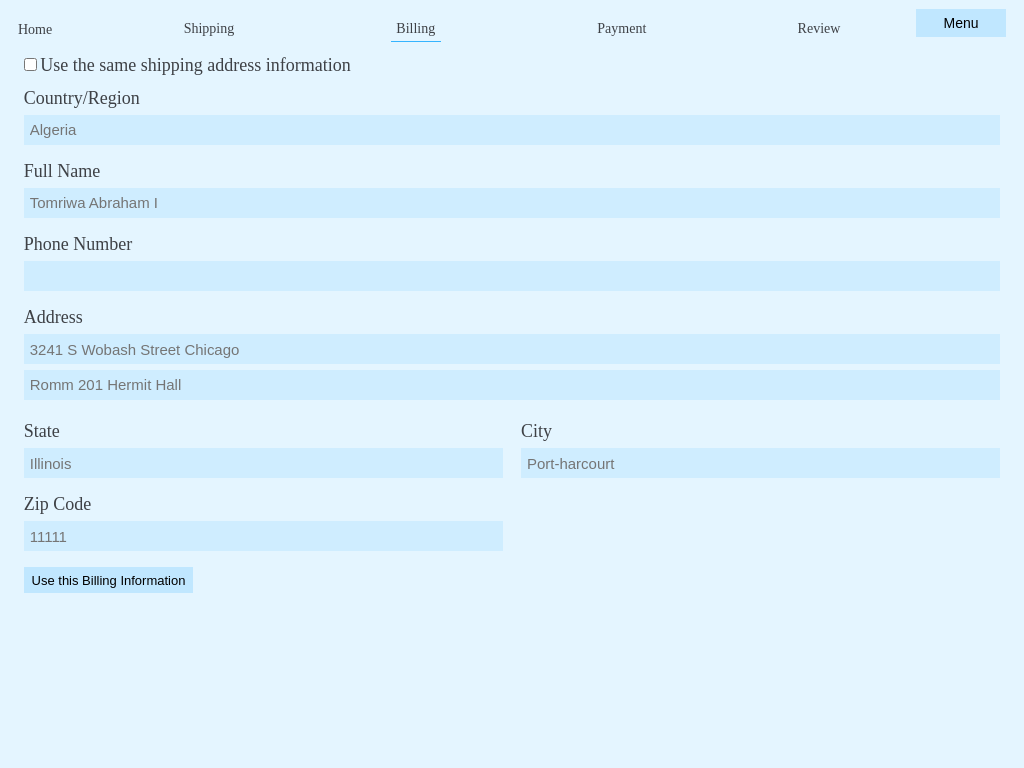 Home Shipping Billing Payment Review Menu
Use the same shipping address information
Country/Region
Algeria
Full Name
Tomriwa Abraham I
Phone Number
Address
3241 S Wobash Street Chicago
Romm 201 Hermit Hall
State City
Illinois Port-harcourt
Zip Code
11111
Use this Billing Information